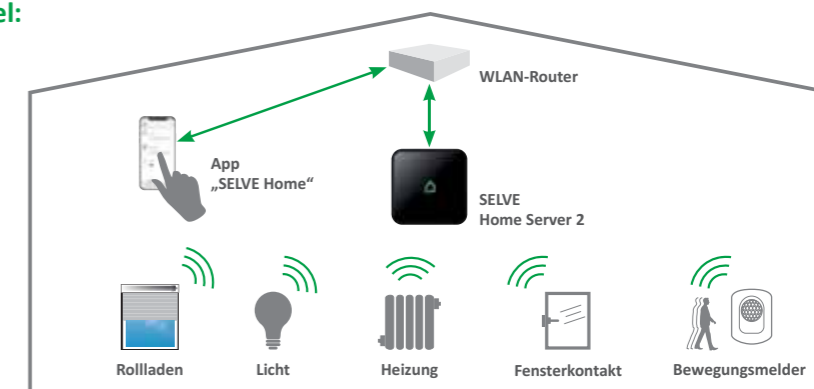 el:
WLAN-Router
App
„SELVE Home“
SELVE
Home Server 2
Rollladen
Licht
Heizung
Fensterkontakt
Bewegungsmelder